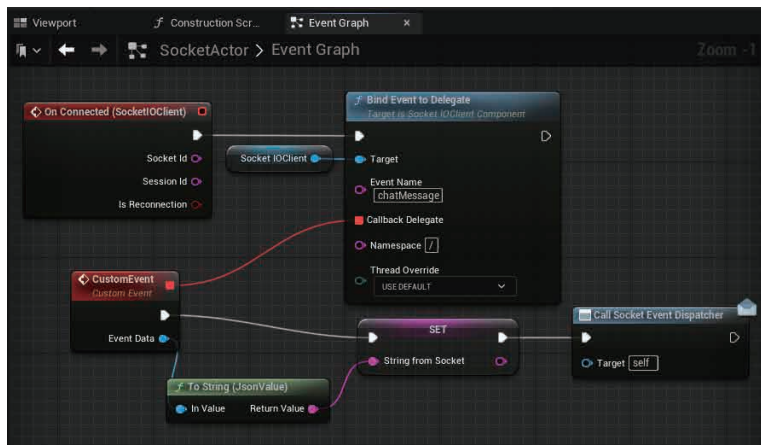 Viewport
f Construction Scr...
Event Graph
×
SocketActor > Event Graph
Zoom -1
On Connected (SocketIOClient)
Socket Id
Session Id
Is Reconnection
Socket IOClient
f Bind Event to Delegate
Target is Socket IOClient Component
Target
Event Name
chatMessage
Callback Delegate
Namespace /
Thread Override
USE DEFAULT
CustomEvent
Custom Event
Event Data
f To String (JsonValue)
In Value Return Value
SET
String from Socket
Call Socket Event Dispatcher
Target self